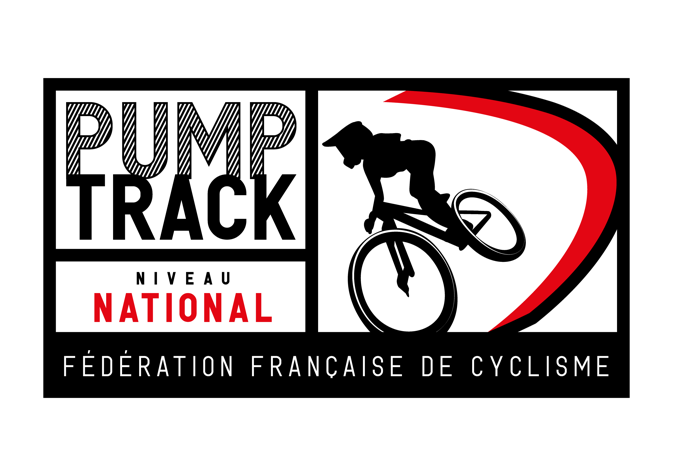 PUMP
TRACK
NIVEAU
NATIONAL
FÉDÉRATION FRANÇAISE DE CYCLISME